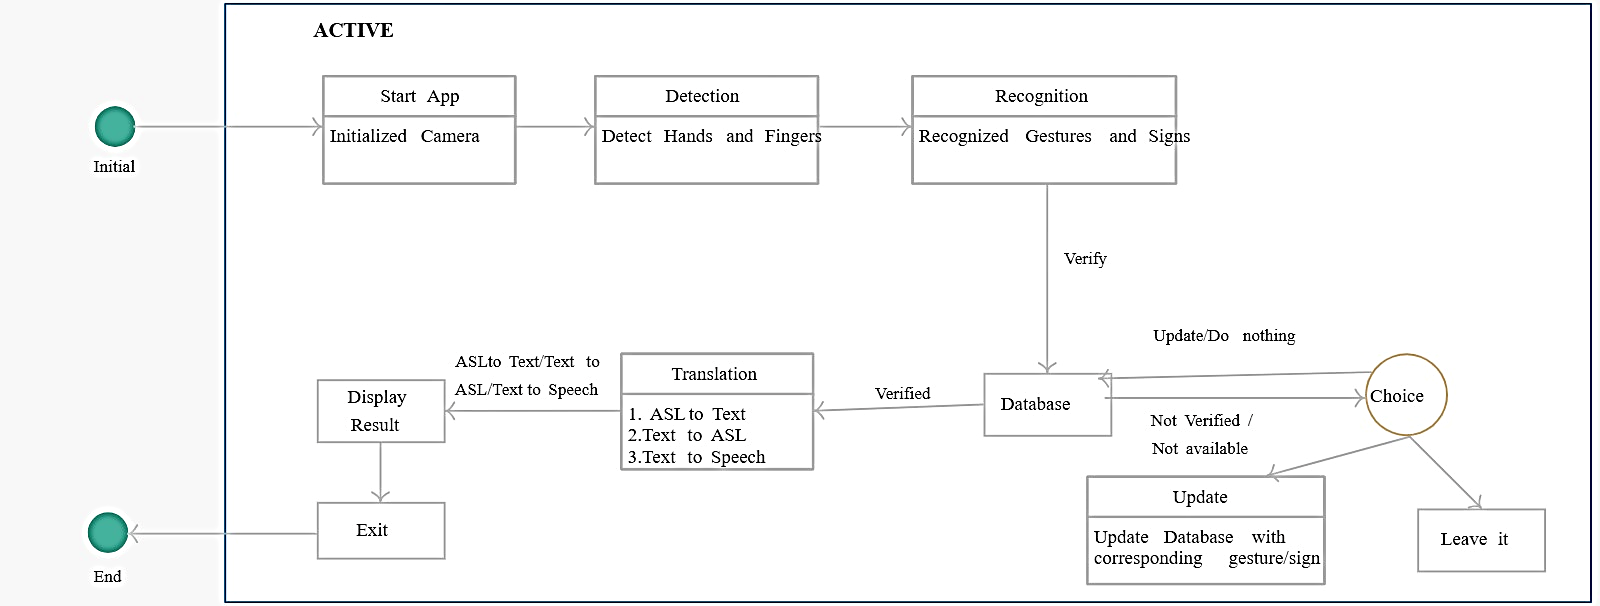 ACTIVE
Start App
Initialized Camera
Detection
Detect Hands and Fingers
Recognition
Recognized Gestures and Signs
Initial
Verify
Update/Do nothing
Choice
Not Verified /
Not available
Database
Verified
Translation
1. ASL to Text
2.Text to ASL
3.Text to Speech
ASLto Text/Text to
ASL/Text to Speech
Display
Result
Update
Update Database with
corresponding gesture/sign
Leave it
Exit
End